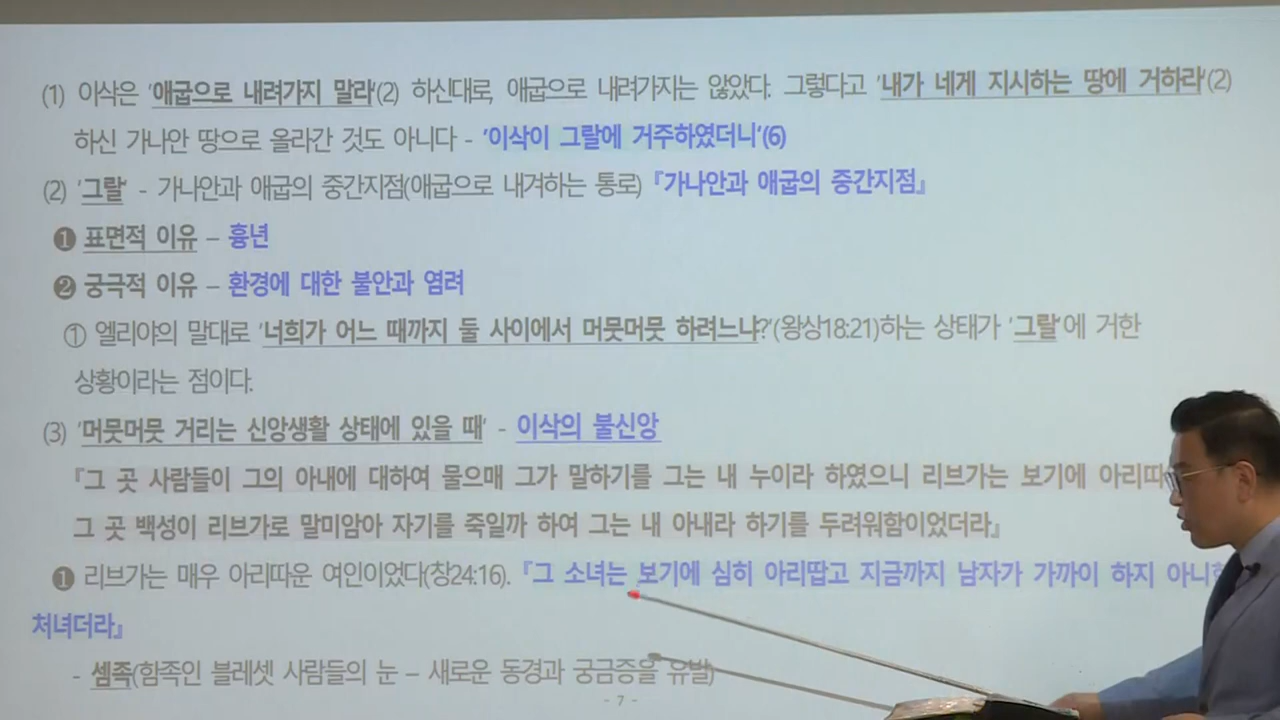 (1) 이삭은 '애굽으로 내려가지 말라'(2) 하신대로, 애굽으로 내려가지는 않았다. 그렇다고 '내가 네게 지시하는 땅에 거하라'(2)
하신 가나안 땅으로 올라간 것도 아니다 - '이삭이 그랄에 거주하였더니'(6)
(2) '그랄' - 가나안과 애굽의 중간지점(애굽으로 내겨하는 통로) 『가나안과 애굽의 중간지점』
❶ 표면적 이유 – 흉년
❷ 궁극적 이유 – 환경에 대한 불안과 염려
① 엘리야의 말대로 '너희가 어느 때까지 둘 사이에서 머뭇머뭇 하려느냐?'(왕상18:21)하는 상태가 '그랄'에 거한
상황이라는 점이다.
(3) '머뭇머뭇 거리는 신앙생활 상태에 있을 때' - 이삭의 불신앙
『그 곳 사람들이 그의 아내에 대하여 물으매 그가 말하기를 그는 내 누이라 하였으니 리브가는 보기에
그 곳 백성이 리브가로 말미암아 자기를 죽일까 하여 그는 내 아내라 하기를 두려워함이었더라』
❶ 리브가는 매우 아리따운 여인이었다(창24:16). 『그 소녀는 보기에 심히 아리땁고 지금까지 남자가 가까이 하지
처녀더라』
- 셈족(함족인 블레셋 사람들의 눈 – 새로운 동경과 궁금증을 유발)
- 7 -